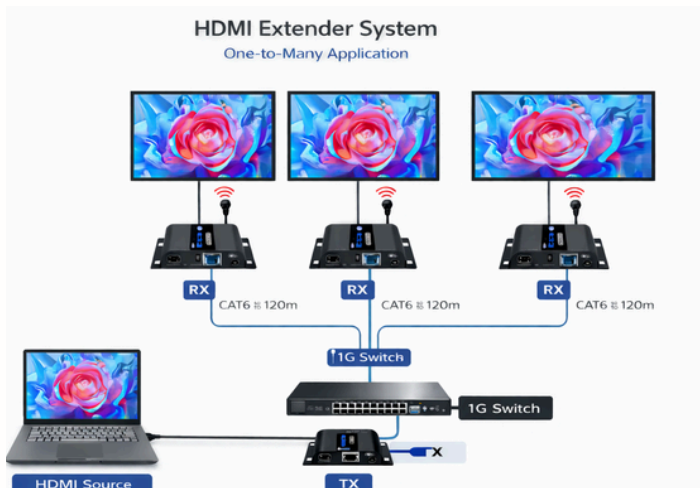 HDMI Extender System
One-to-Many Application
RX
RX
RX
CAT6 120m
CAT6 120m
CAT6 120m
1G Switch
1G Switch
X
HDMI Source
TX